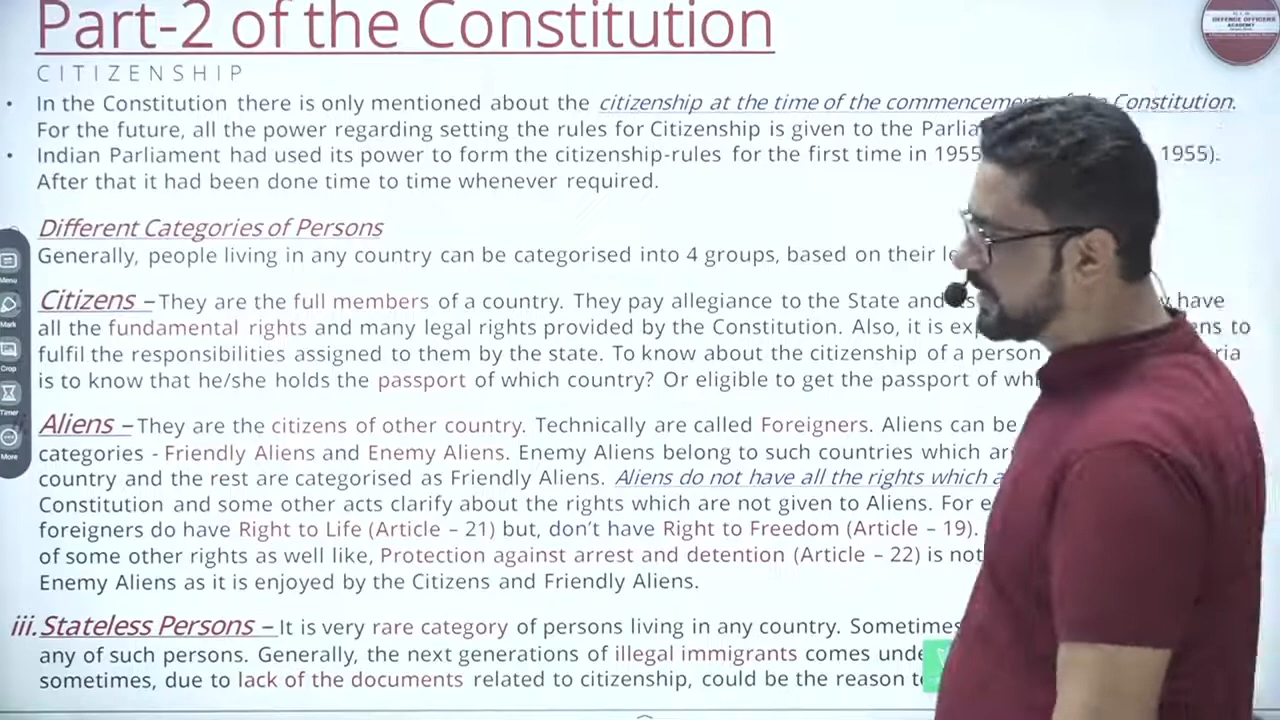 Part-2 of the Constitution
DEFENCE OFFICERS
ACADEMY
CITIZENSHIP
• In the Constitution there is only mentioned about the citizenship at the time of the commencement of the Constitution.
For the future, all the power regarding setting the rules for Citizenship is given to the
• Indian Parliament had used its power to form the citizenship-rules for the first time in 1955 1955).
After that it had been done time to time whenever required.
Different Categories of Persons
Generally, people living in any country can be categorised into 4 groups, based on their
Menu
Citizens – They are the full members of a country. They pay allegiance to the State and have
Mark
all the fundamental rights and many legal rights provided by the Constitution. Also, it is to
fulfil the responsibilities assigned to them by the state. To know about the citizenship of a person
Crop
is to know that he/she holds the passport of which country? Or eligible to get the passport of
Timer
Aliens – They are the citizens of other country. Technically are called Foreigners. Aliens can be
More
categories - Friendly Aliens and Enemy Aliens. Enemy Aliens belong to such countries which
country and the rest are categorised as Friendly Aliens. Aliens do not have all the rights which
Constitution and some other acts clarify about the rights which are not given to Aliens. For
foreigners do have Right to Life (Article – 21) but, don't have Right to Freedom (Article – 19).
of some other rights as well like, Protection against arrest and detention (Article – 22) is not
Enemy Aliens as it is enjoyed by the Citizens and Friendly Aliens.
iii. Stateless Persons – It is very rare category of persons living in any country. Sometimes
any of such persons. Generally, the next generations of illegal immigrants comes
sometimes, due to lack of the documents related to citizenship, could be the reason